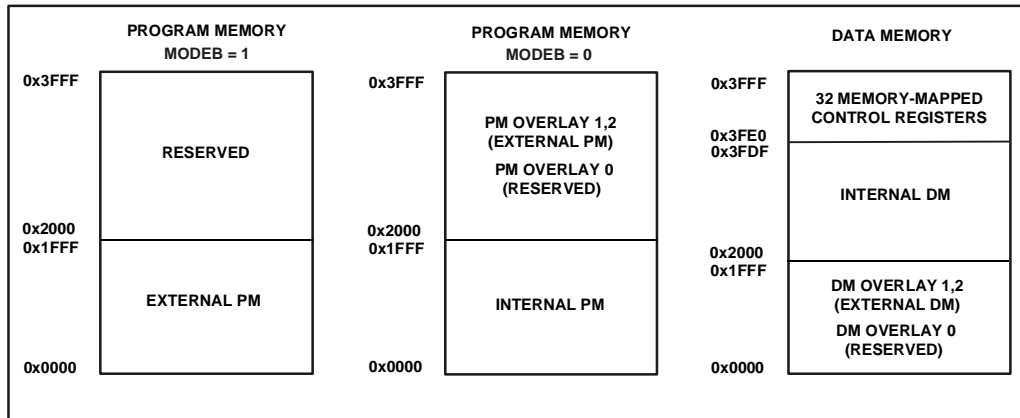 PROGRAM MEMORY
MODEB = 1
0x3FFF
RESERVED
0x2000
0x1FFF
EXTERNAL PM
0x0000
PROGRAM MEMORY
MODEB = 0
0x3FFF
PM OVERLAY 1,2
(EXTERNAL PM)
PM OVERLAY 0
(RESERVED)
0x2000
0x1FFF
INTERNAL PM
0x0000
DATA MEMORY
0x3FFF
32 MEMORY-MAPPED
CONTROL REGISTERS
0x3FE0
0x3FDF
INTERNAL DM
0x2000
0x1FFF
DM OVERLAY 1,2
(EXTERNAL DM)
DM OVERLAY 0
(RESERVED)
0x0000